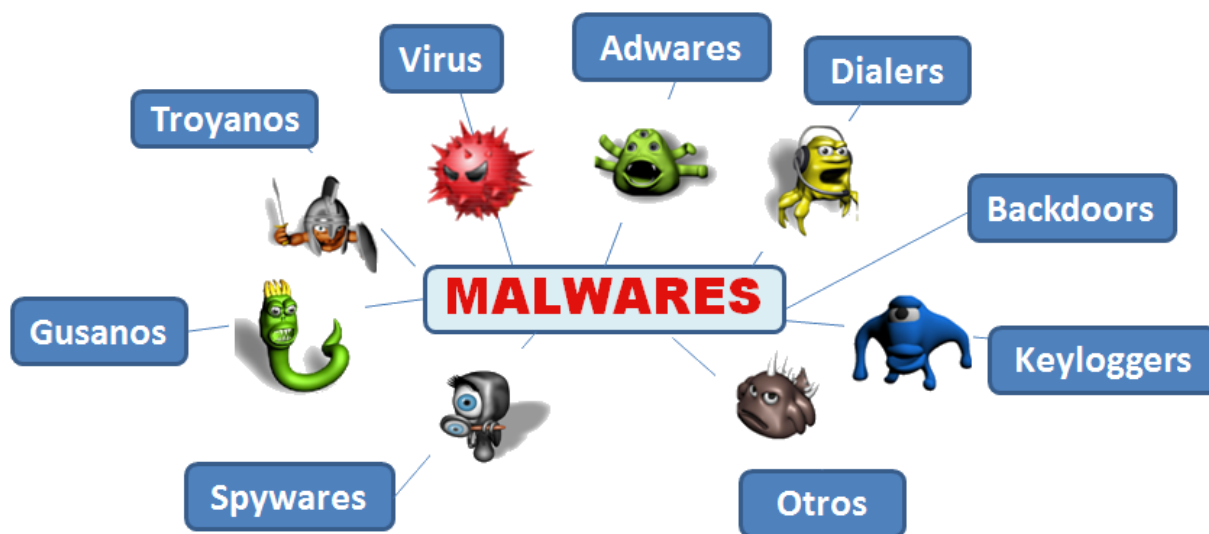 Virus
Adwares
Dialers
Troyanos
Backdoors
MALWARES
Gusanos
Keyloggers
Spywares
Otros